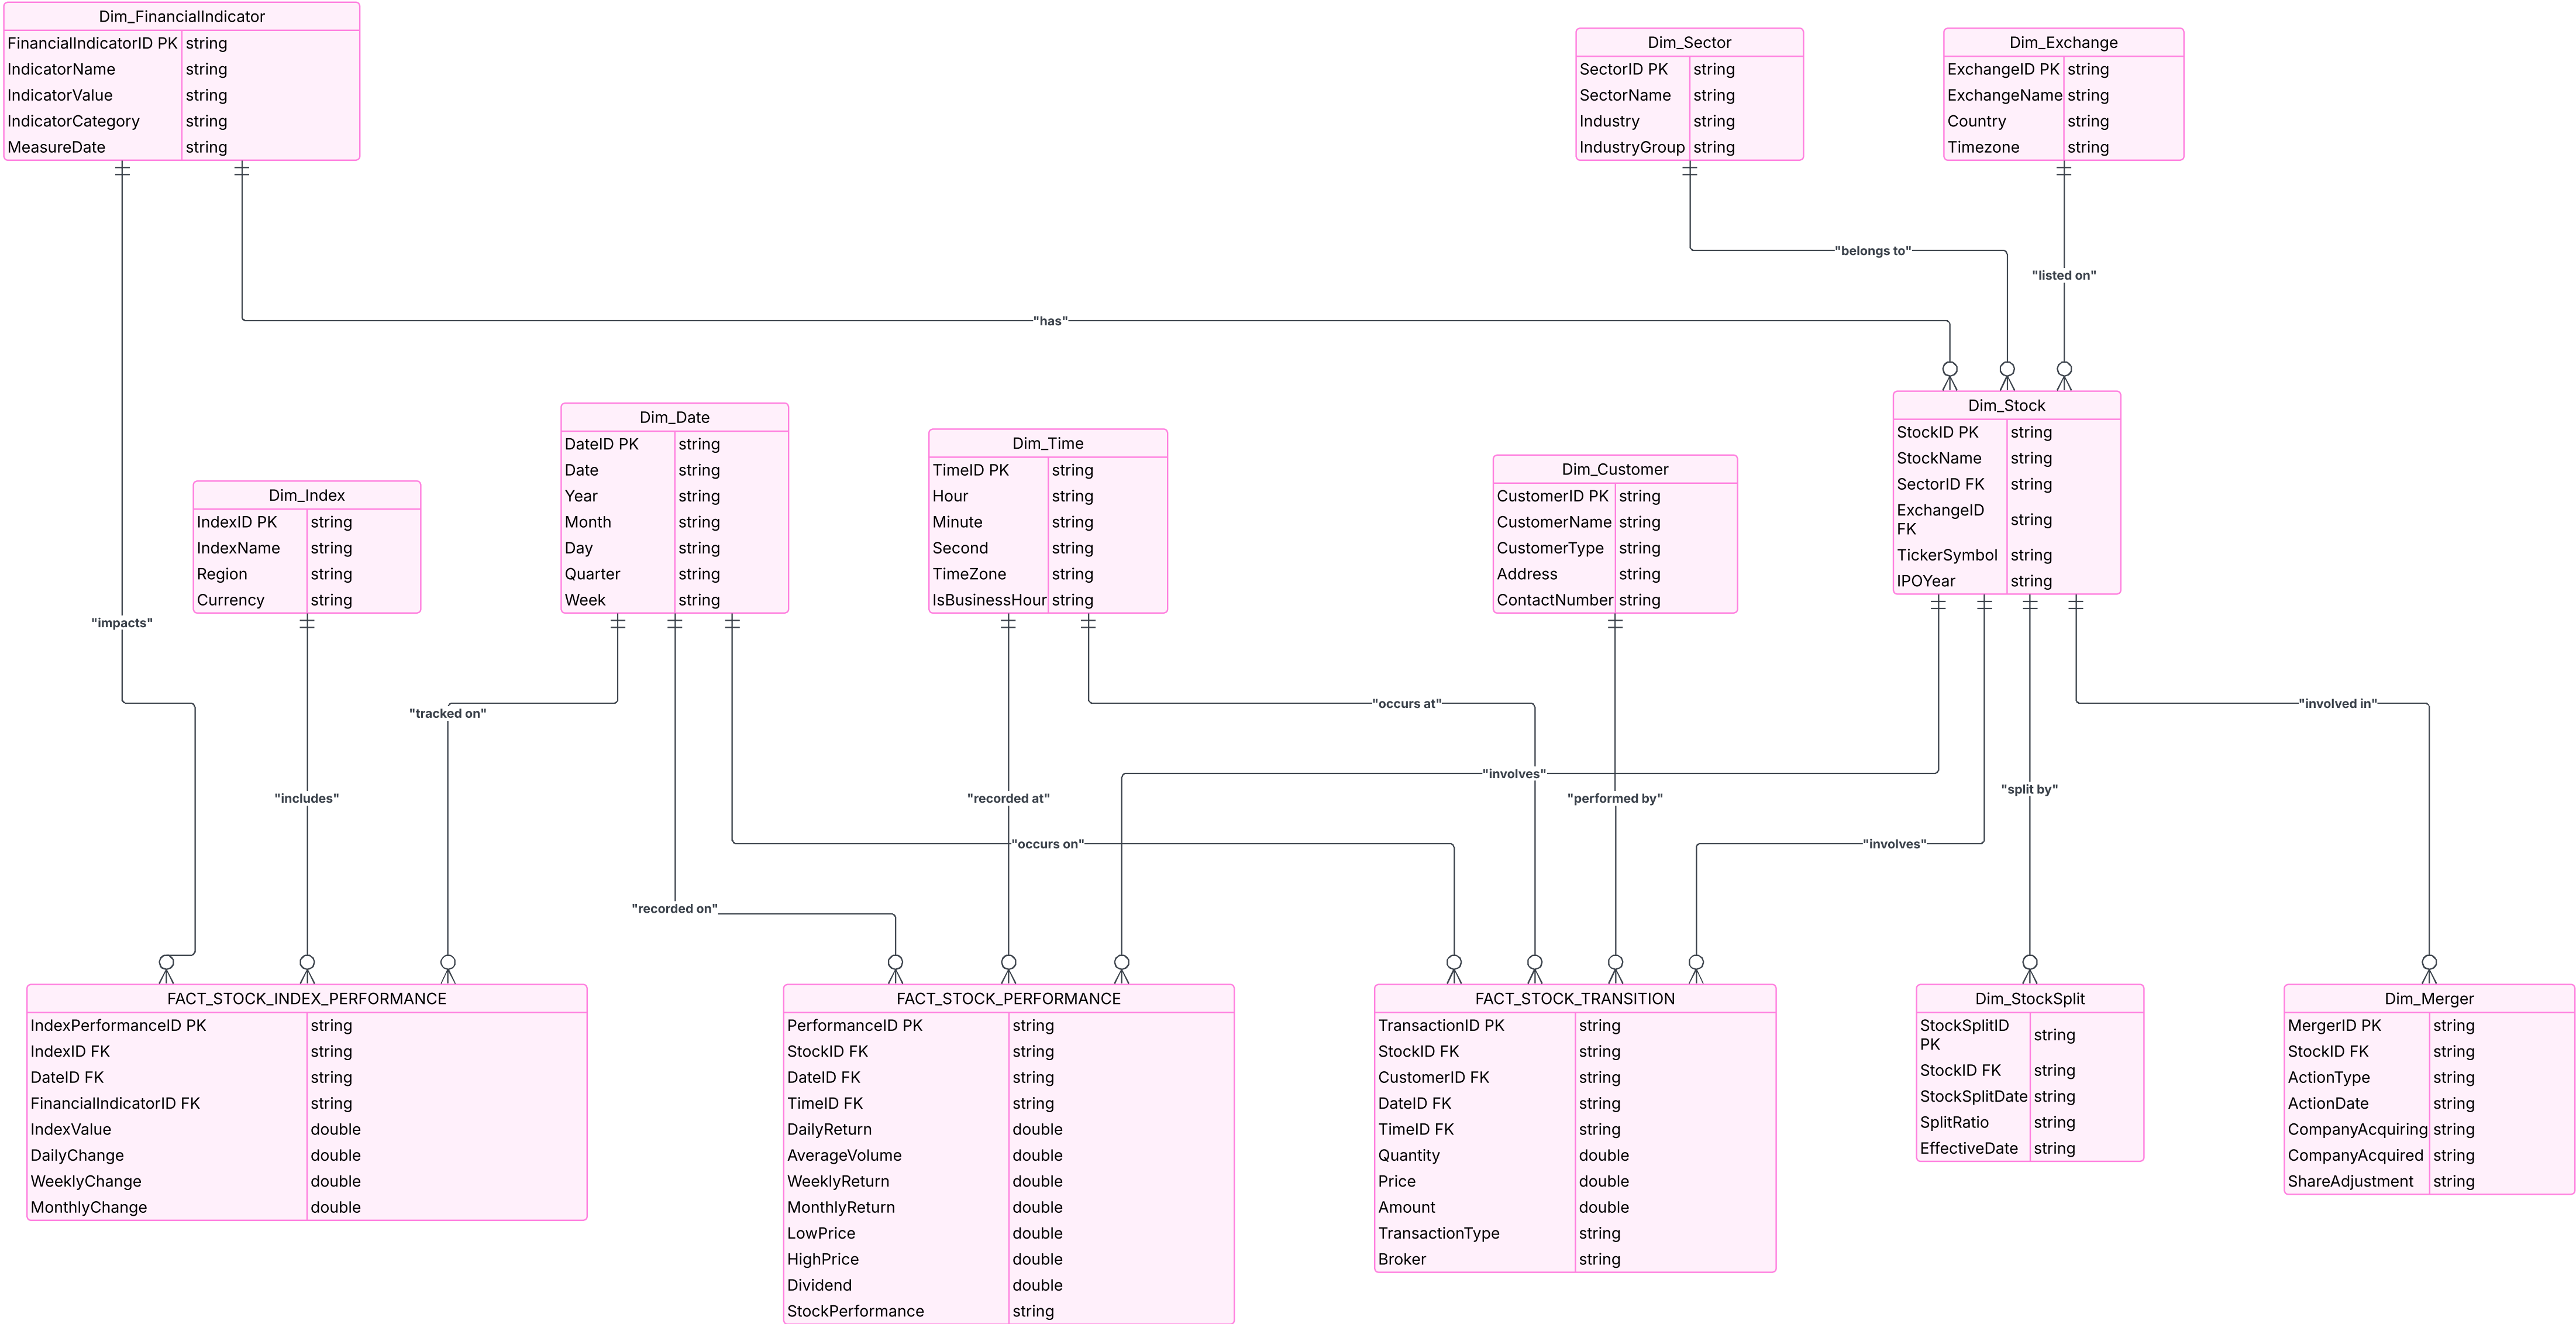 Dim_FinancialIndicator
FinancialIndicatorID PK string
IndicatorName string
IndicatorValue string
IndicatorCategory string
MeasureDate string
Dim_Sector
SectorID PK string
SectorName string
Industry string
IndustryGroup string
Dim_Exchange
ExchangeID PK string
ExchangeName string
Country string
Timezone string
"belongs to"
"listed on"
"has"
Dim_Stock
StockID PK string
StockName string
SectorID FK string
ExchangeID
FK string
TickerSymbol string
IPOYear string
Dim_Date
DateID PK string
Date string
Year string
Month string
Day string
Quarter string
Week string
Dim_Time
TimeID PK string
Hour string
Minute string
Second string
TimeZone string
IsBusinessHour string
Dim_Customer
CustomerID PK string
CustomerName string
CustomerType string
Address string
ContactNumber string
Dim_Index
IndexID PK string
IndexName string
Region string
Currency string
"impacts"
"tracked on"
"occurs at"
"involved in"
"involves"
"split by"
"includes"
"recorded at"
"performed by"
"occurs on"
"involves"
"recorded on"
FACT_STOCK_INDEX_PERFORMANCE
IndexPerformanceID PK string
IndexID FK string
DateID FK string
FinancialIndicatorID FK string
IndexValue double
DailyChange double
WeeklyChange double
MonthlyChange double
FACT_STOCK_PERFORMANCE
PerformanceID PK string
StockID FK string
DateID FK string
TimeID FK string
DailyReturn double
AverageVolume double
WeeklyReturn double
MonthlyReturn double
LowPrice double
HighPrice double
Dividend double
StockPerformance string
FACT_STOCK_TRANSITION
TransactionID PK string
StockID FK string
CustomerID FK string
DateID FK string
TimeID FK string
Quantity double
Price double
Amount double
TransactionType string
Broker string
Dim_StockSplit
StockSplitID
PK string
StockID FK string
StockSplitDate string
SplitRatio string
EffectiveDate string
Dim_Merger
MergerID PK string
StockID FK string
ActionType string
ActionDate string
CompanyAcquiring string
CompanyAcquired string
ShareAdjustment string